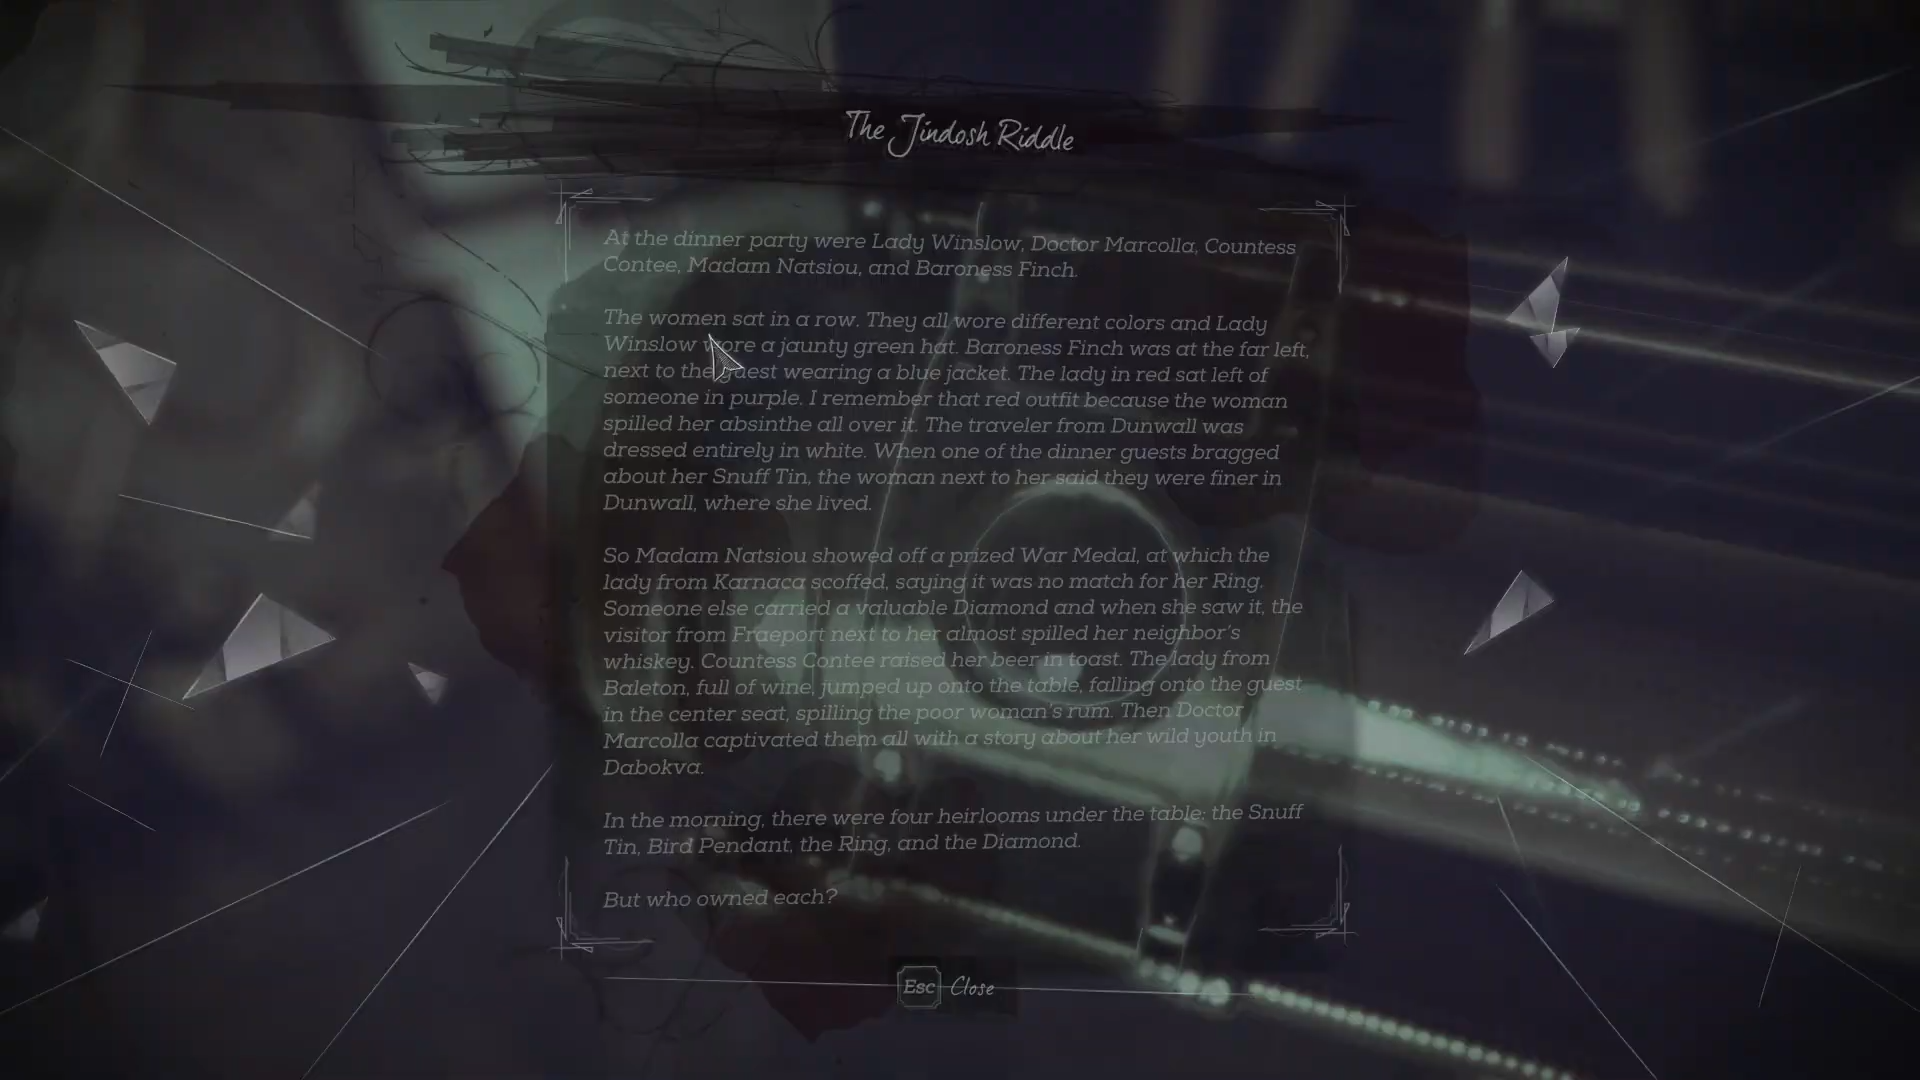 The Jindosh Riddle
At the dinner party were Lady Winslow, Doctor Marcolla, Countess
Contee, Madam Natsiou, and Baroness Finch.
The women sat in a row. They all wore different colors and Lady
Winslow wore a jaunty green hat. Baroness Finch was at the far left,
next to the guest wearing a blue jacket. The lady in red sat left of
someone in purple. I remember that red outfit because the woman
spilled her absinthe all over it. The traveler from Dunwall was
dressed entirely in white. When one of the dinner guests bragged
about her Snuff Tin, the woman next to her said they were finer in
Dunwall, where she lived.
So Madam Natsiou showed off a prized War Medal, at which the
lady from Karnaca scoffed, saying it was no match for her Ring.
Someone else carried a valuable Diamond and when she saw it, the
visitor from Fraeport next to her almost spilled her neighbor's
whiskey. Countess Contee raised her beer in toast. The lady from
Baleton, full of wine, jumped up onto the table, falling onto the guest
in the center seat, spilling the poor woman's rum. Then Doctor
Marcolla captivated them all with a story about her wild youth in
Dabokva.
In the morning, there were four heirlooms under the table: the Snuff
Tin, Bird Pendant, the Ring, and the Diamond.
But who owned each?
Esc Close